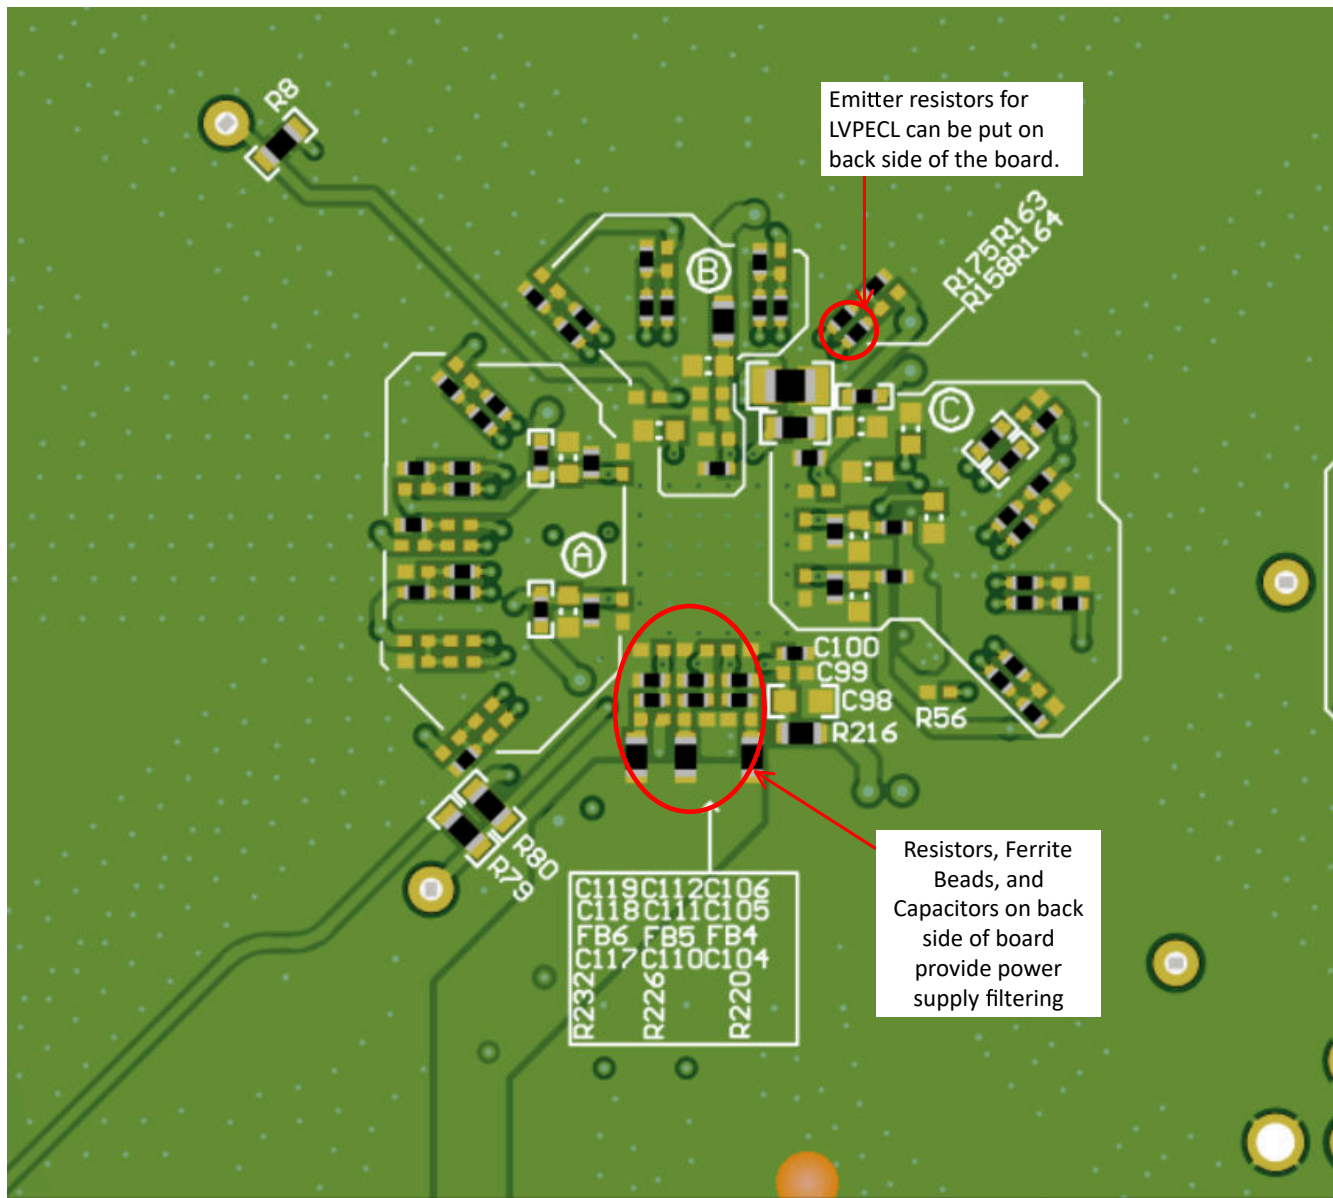 R8
Emitter resistors for
LVPECL can be put on
back side of the board.
R175R163
R158R164
B
C
A
C100
C99
C98
R216
R56
R80
R79
Resistors, Ferrite
Beads, and
Capacitors on back
side of board
provide power
supply filtering
C119C112C106
C118C111C105
FB6 FB5 FB4
C117C110C104
R232 R226 R220